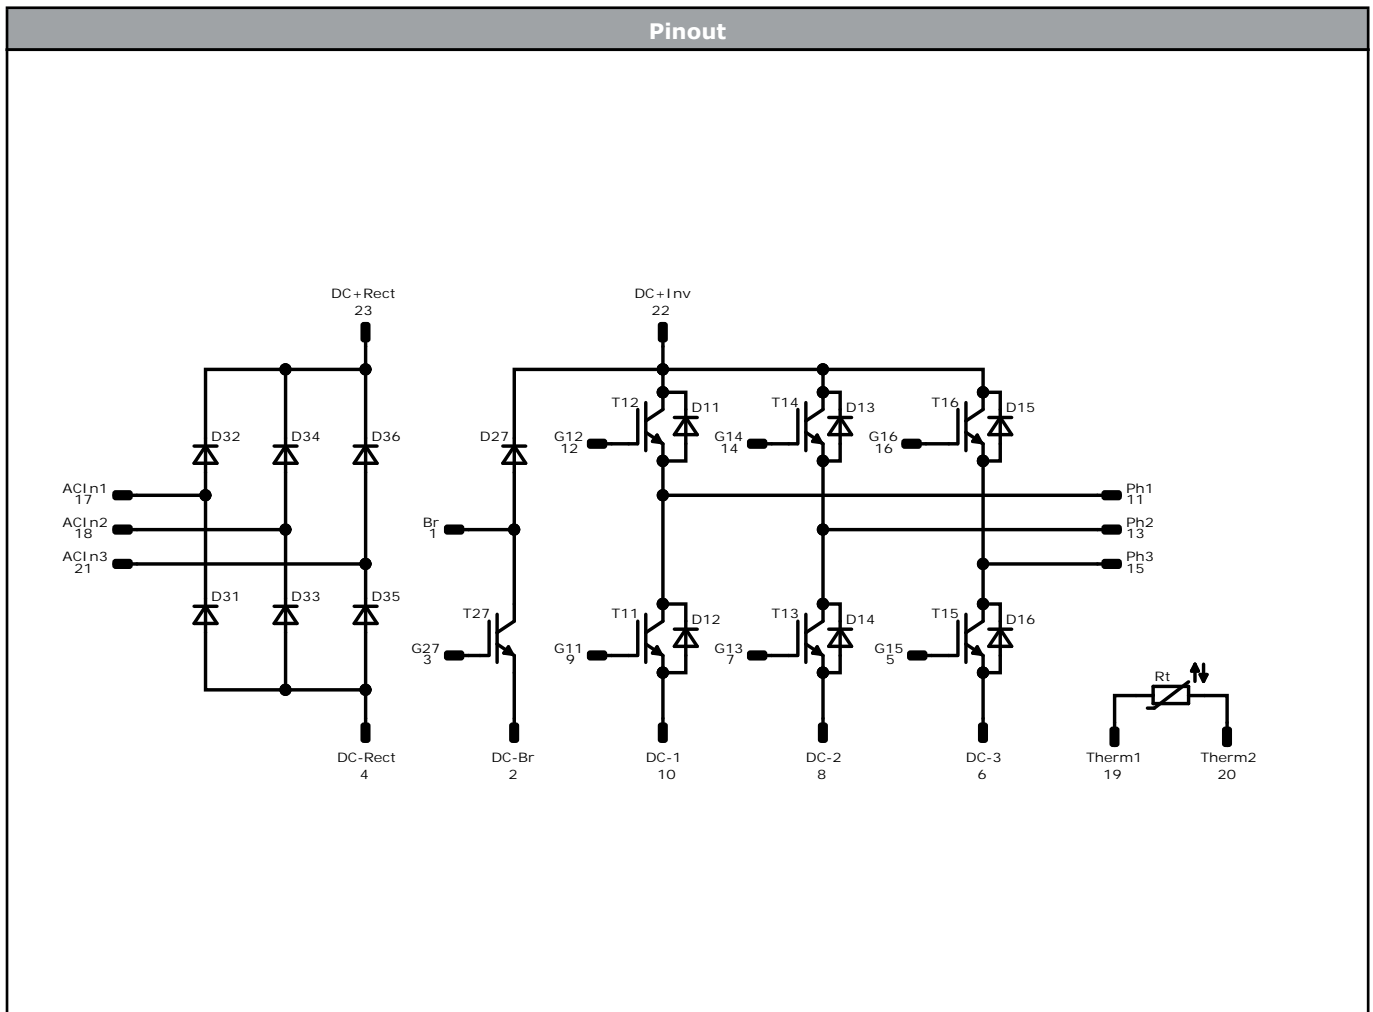 Pinout
DC+Rect
23
DC+Inv
22
T12
D11
T14
D13
T16
D15
D32
D34
D36
D27
G12
12
G14
14
G16
16
ACIn1
17
ACIn2
18
ACIn3
21
Br
1
Ph1
11
Ph2
13
Ph3
15
D31
D33
D35
T27
T11
D12
T13
D14
T15
D16
G27
3
G11
9
G13
7
G15
5
Rt
DC-Rect
4
DC-Br
2
DC-1
10
DC-2
8
DC-3
6
Therm1
19
Therm2
20